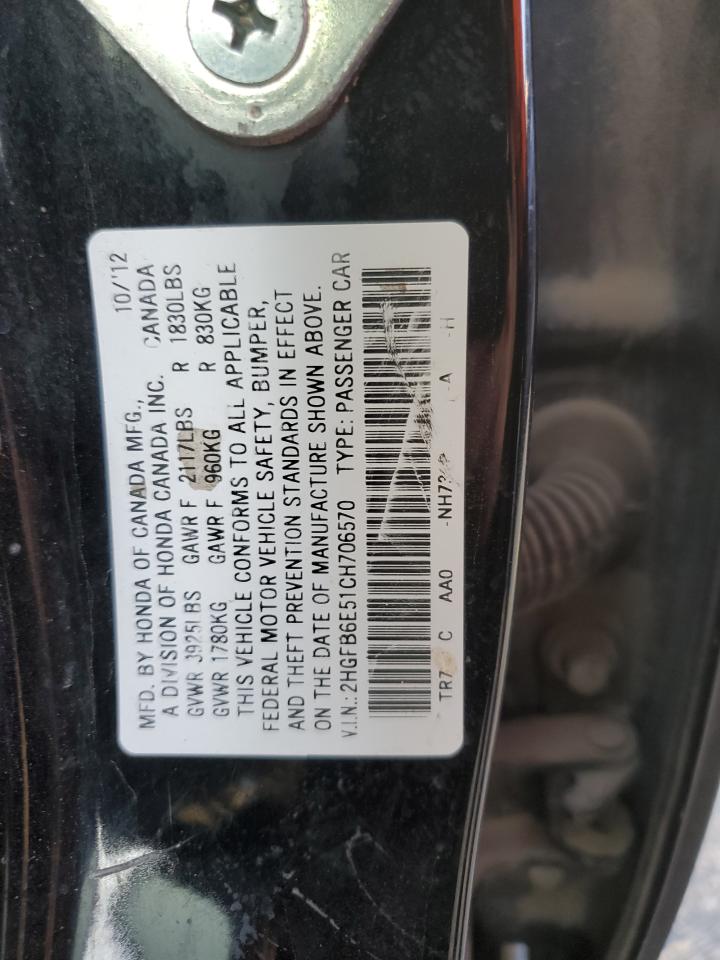 MFD. BY HONDA OF CANADA MFG., 10/'12
A DIVISION OF HONDA CANADA INC. CANADA
GVWR 3925LBS GAWR F 2117LBS R 1830LBS
GVWR 1780KG GAWR F 960KG R 830KG
THIS VEHICLE CONFORMS TO ALL APPLICABLE
FEDERAL MOTOR VEHICLE SAFETY, BUMPER,
AND THEFT PREVENTION STANDARDS IN EFFECT
ON THE DATE OF MANUFACTURE SHOWN ABOVE.
V.I.N.: 2HGFB6E51CH706570 TYPE: PASSENGER CAR
C AA0 -A -H